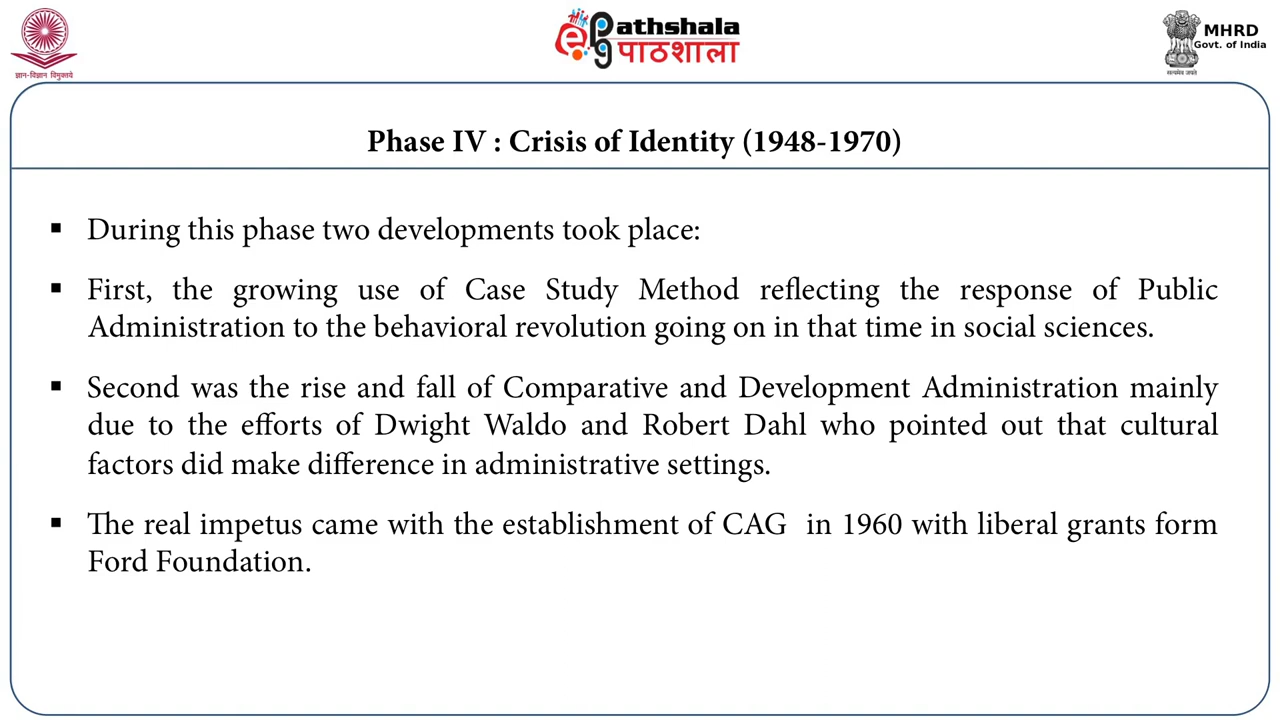 ज्ञान-विज्ञान विमुक्तये
ePathshala
पाठशाला
MHRD
Govt. of India
सत्यमेव जयते
Phase IV : Crisis of Identity (1948-1970)
▪ During this phase two developments took place:
▪ First, the growing use of Case Study Method reflecting the response of Public
Administration to the behavioral revolution going on in that time in social sciences.
▪ Second was the rise and fall of Comparative and Development Administration mainly
due to the efforts of Dwight Waldo and Robert Dahl who pointed out that cultural
factors did make difference in administrative settings.
▪ The real impetus came with the establishment of CAG in 1960 with liberal grants form
Ford Foundation.